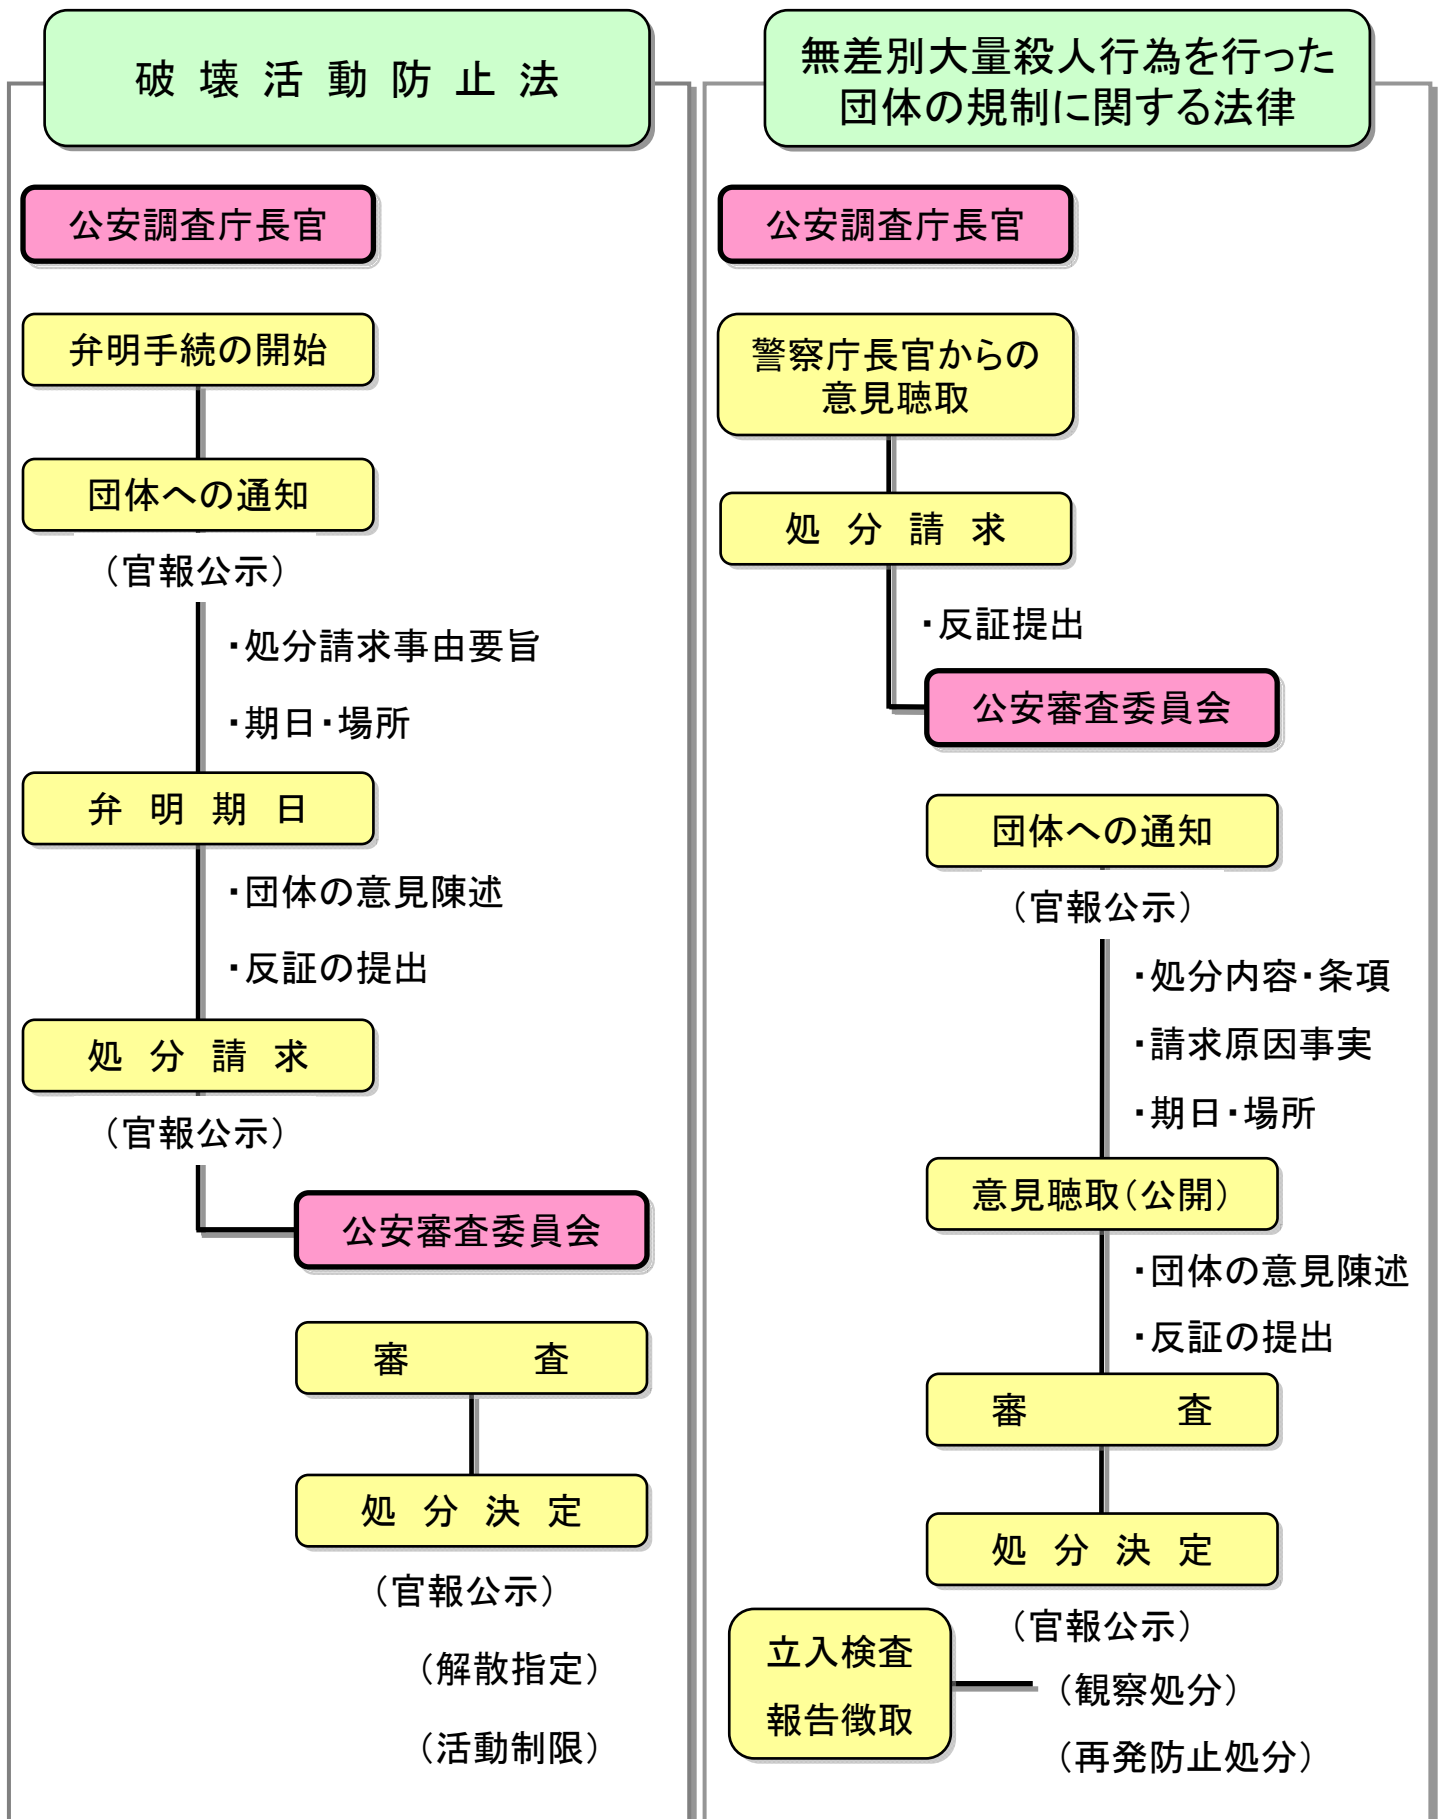 破壊活動防止法
公安調査庁長官
弁明手続の開始
団体への通知
（官報公示）
・処分請求事由要旨
・期日・場所
弁明期日
・団体の意見陳述
・反証の提出
処分請求
（官報公示）
公安審査委員会
審査
処分決定
（官報公示）
（解散指定）
（活動制限）
無差別大量殺人行為を行った
団体の規制に関する法律
公安調査庁長官
警察庁長官からの
意見聴取
処分請求
・反証提出
公安審査委員会
団体への通知
（官報公示）
・処分内容・条項
・請求原因事実
・期日・場所
意見聴取（公開）
・団体の意見陳述
・反証の提出
審査
処分決定
（官報公示）
立入検査
報告徴取
（観察処分）
（再発防止処分）